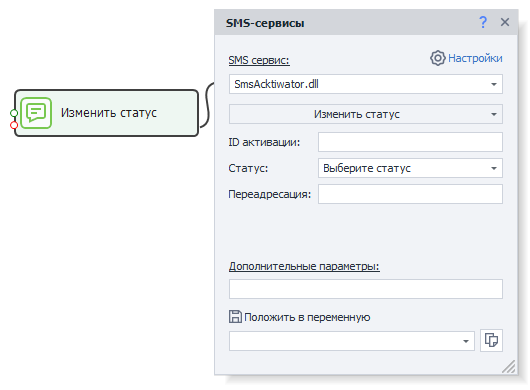 SMS-сервисы ?
SMS сервис: Настройки
SmsAcktiwator.dll
Изменить статус
Изменить статус
ID активации:
Статус: Выберите статус
Переадресация:
Дополнительные параметры:
Положить в переменную